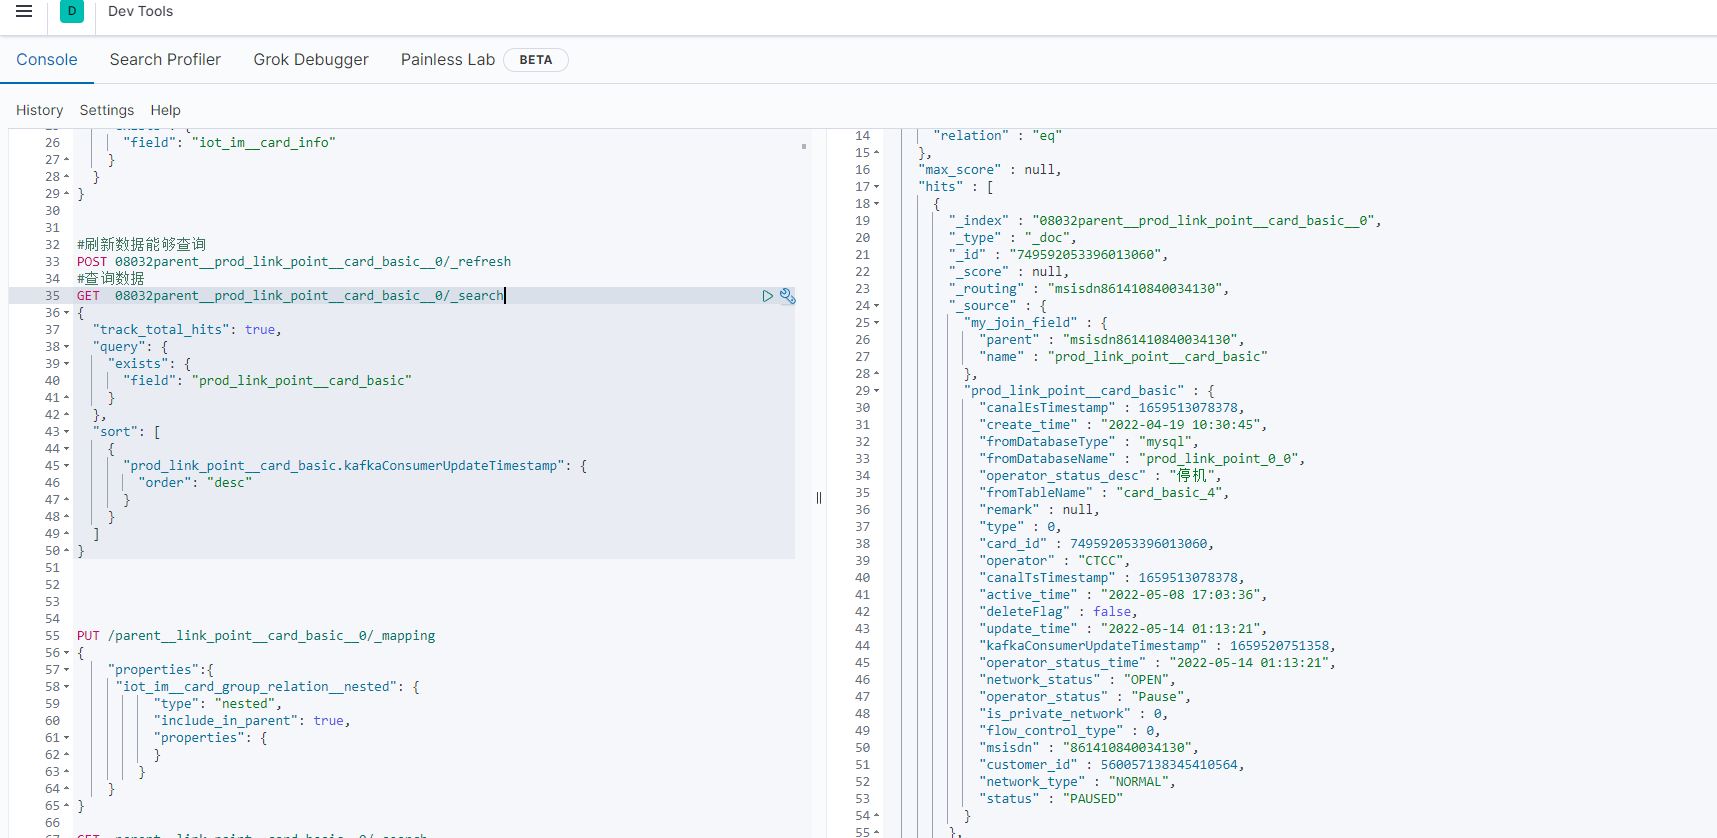 D Dev Tools
Console Search Profiler Grok Debugger Painless Lab BETA
History Settings Help
26 "field": "iot_im__card_info"
27 }
28 }
29 }
30
31
32 #刷新数据能够查询
33 POST 08032parent__prod_link_point__card_basic__0/_refresh
34 #查询数据
35 GET  08032parent__prod_link_point__card_basic__0/_search
36 {
37 "track_total_hits": true,
38 "query": {
39 "exists": {
40 "field": "prod_link_point__card_basic"
41 }
42 },
43 "sort": [
44 {
45 "prod_link_point__card_basic.kafkaConsumerUpdateTimestamp": {
46 "order": "desc"
47 }
48 }
49 ]
50 }
51
52
53
54
55 PUT /parent__link_point__card_basic__0/_mapping
56 {
57 "properties":{
58 "iot_im__card_group_relation__nested": {
59 "type": "nested",
60 "include_in_parent": true,
61 "properties": {
62 }
63 }
64 }
65 }
66
14 "relation" : "eq"
15 },
16 "max_score" : null,
17 "hits" : [
18 {
19 "_index" : "08032parent__prod_link_point__card_basic__0",
20 "_type" : "_doc",
21 "_id" : "749592053396013060",
22 "_score" : null,
23 "_routing" : "msisdn861410840034130",
24 "_source" : {
25 "my_join_field" : {
26 "parent" : "msisdn861410840034130",
27 "name" : "prod_link_point__card_basic"
28 },
29 "prod_link_point__card_basic" : {
30 "canalEsTimestamp" : 1659513078378,
31 "create_time" : "2022-04-19 10:30:45",
32 "fromDatabaseType" : "mysql",
33 "fromDatabaseName" : "prod_link_point_0_0",
34 "operator_status_desc" : "停机",
35 "fromTableName" : "card_basic_4",
36 "remark" : null,
37 "type" : 0,
38 "card_id" : 749592053396013060,
39 "operator" : "CTCC",
40 "canalTsTimestamp" : 1659513078378,
41 "active_time" : "2022-05-08 17:03:36",
42 "deleteFlag" : false,
43 "update_time" : "2022-05-14 01:13:21",
44 "kafkaConsumerUpdateTimestamp" : 1659520751358,
45 "operator_status_time" : "2022-05-14 01:13:21",
46 "network_status" : "OPEN",
47 "operator_status" : "Pause",
48 "is_private_network" : 0,
49 "flow_control_type" : 0,
50 "msisdn" : "861410840034130",
51 "customer_id" : 560057138345410564,
52 "network_type" : "NORMAL",
53 "status" : "PAUSED"
54 }
55 },